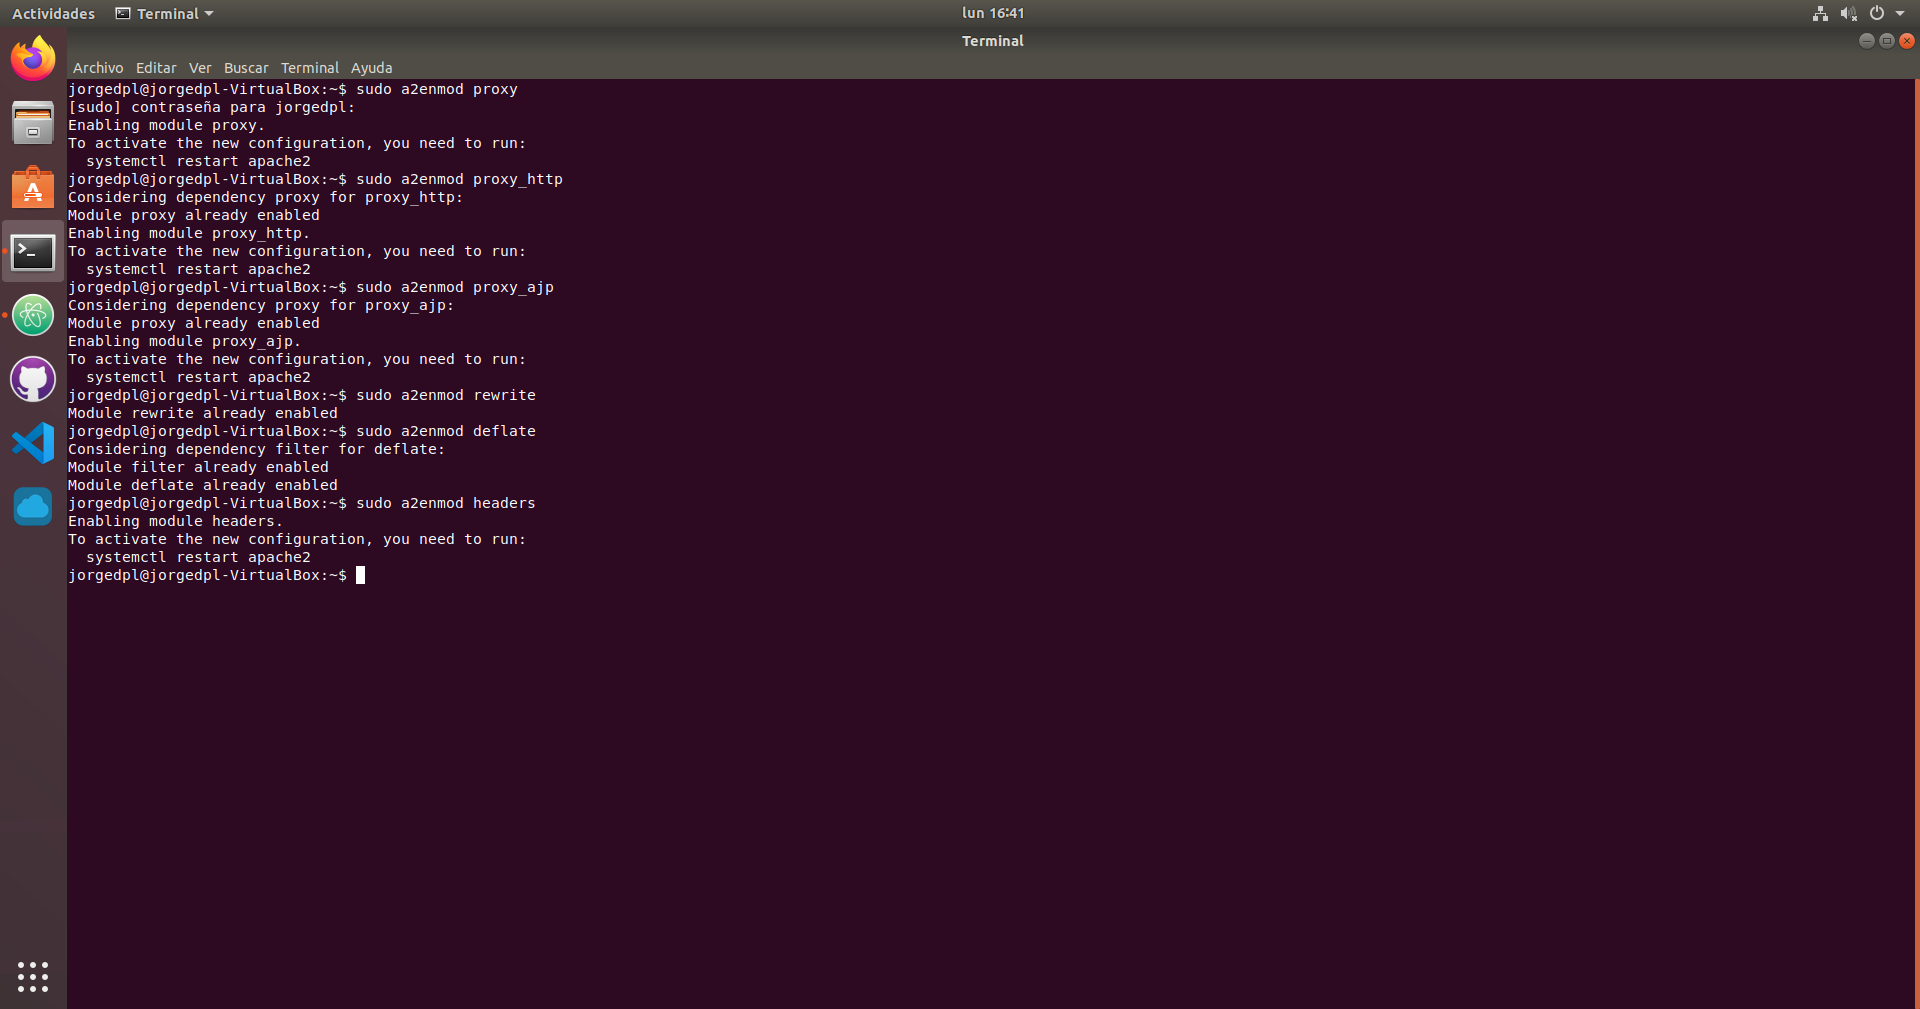 Actividades Terminal lun 16:41
Terminal
Archivo Editar Ver Buscar Terminal Ayuda
jorgedpl@jorgedpl-VirtualBox:~$ sudo a2enmod proxy
[sudo] contraseña para jorgedpl:
Enabling module proxy.
To activate the new configuration, you need to run:
  systemctl restart apache2
jorgedpl@jorgedpl-VirtualBox:~$ sudo a2enmod proxy_http
Considering dependency proxy for proxy_http:
Module proxy already enabled
Enabling module proxy_http.
To activate the new configuration, you need to run:
  systemctl restart apache2
jorgedpl@jorgedpl-VirtualBox:~$ sudo a2enmod proxy_ajp
Considering dependency proxy for proxy_ajp:
Module proxy already enabled
Enabling module proxy_ajp.
To activate the new configuration, you need to run:
  systemctl restart apache2
jorgedpl@jorgedpl-VirtualBox:~$ sudo a2enmod rewrite
Module rewrite already enabled
jorgedpl@jorgedpl-VirtualBox:~$ sudo a2enmod deflate
Considering dependency filter for deflate:
Module filter already enabled
Module deflate already enabled
jorgedpl@jorgedpl-VirtualBox:~$ sudo a2enmod headers
Enabling module headers.
To activate the new configuration, you need to run:
  systemctl restart apache2
jorgedpl@jorgedpl-VirtualBox:~$